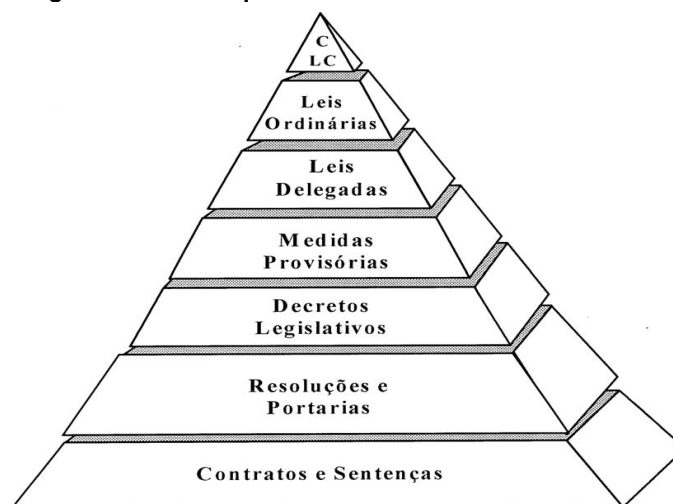 C
LC
Leis
Ordinárias
Leis
Delegadas
Medidas
Provisórias
Decretos
Legislativos
Resoluções e
Portarias
Contratos e Sentenças